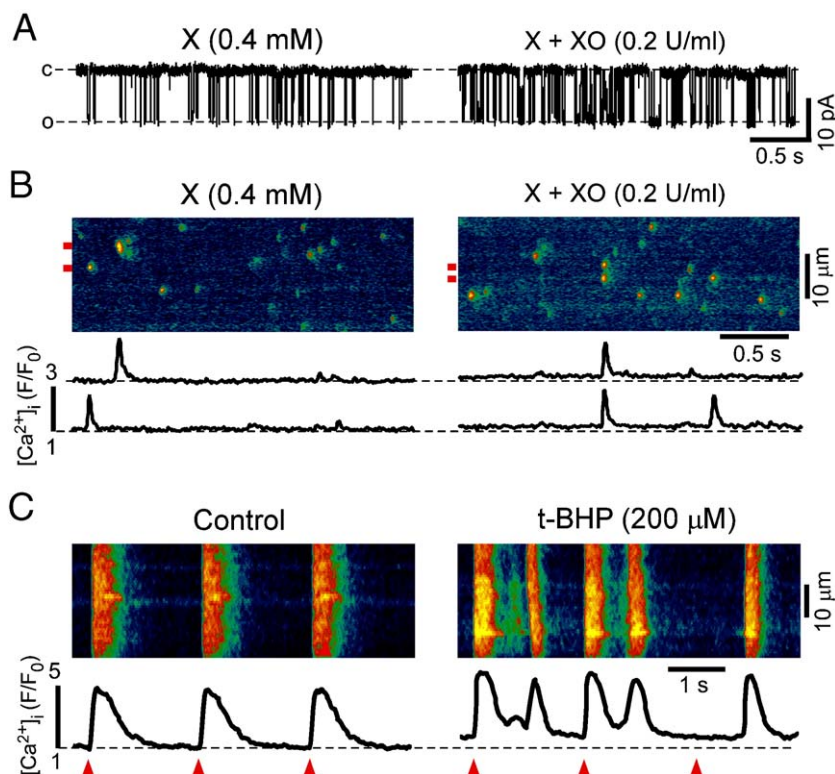 A
X (0.4 mM)
X + XO (0.2 U/ml)
c
o
10 pA
0.5 s
B
X (0.4 mM)
X + XO (0.2 U/ml)
10 μm
0.5 s
[Ca²⁺]ᵢ (F/F₀)
3
1
C
Control
t-BHP (200 μM)
10 μm
1 s
[Ca²⁺]ᵢ (F/F₀)
5
1